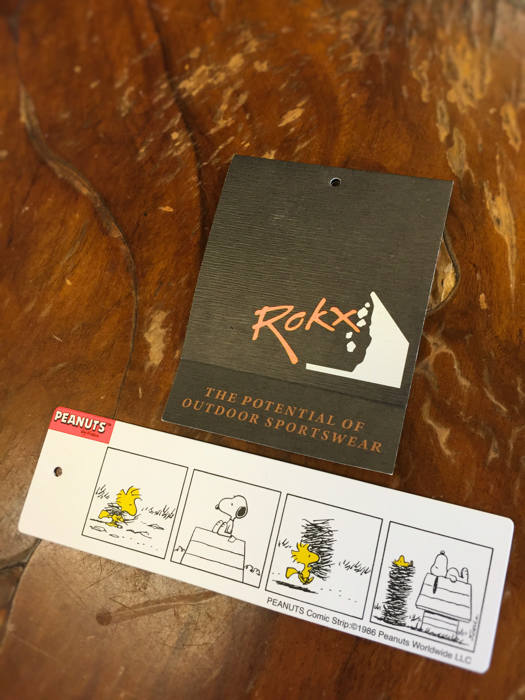 Rokx
THE POTENTIAL OF
OUTDOOR SPORTSWEAR
PEANUTS
PEANUTS Comic Strip:©1986 Peanuts Worldwide LLC